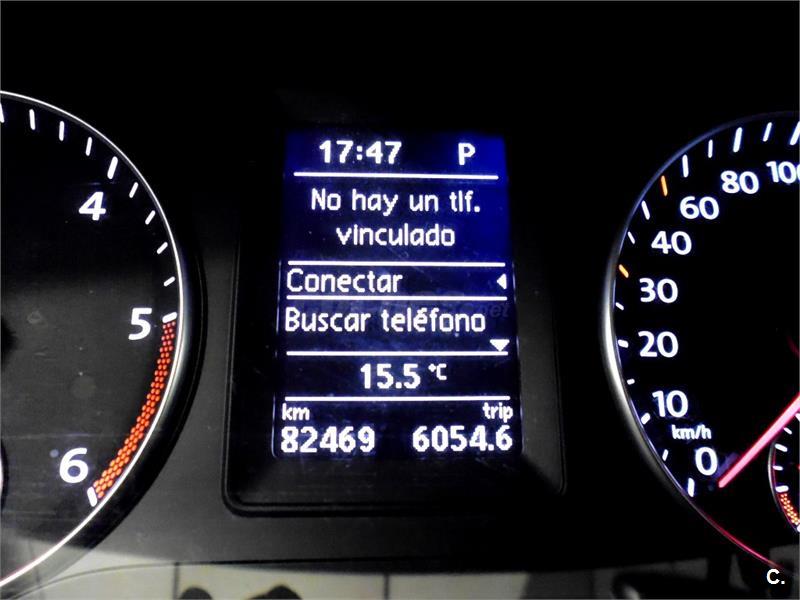 17:47 P
No hay un tlf.
vinculado
Conectar
Buscar teléfono
15.5 °C
km trip
82469 6054.6
4
5
6
100
80
60
40
30
20
10
km/h
0
C.